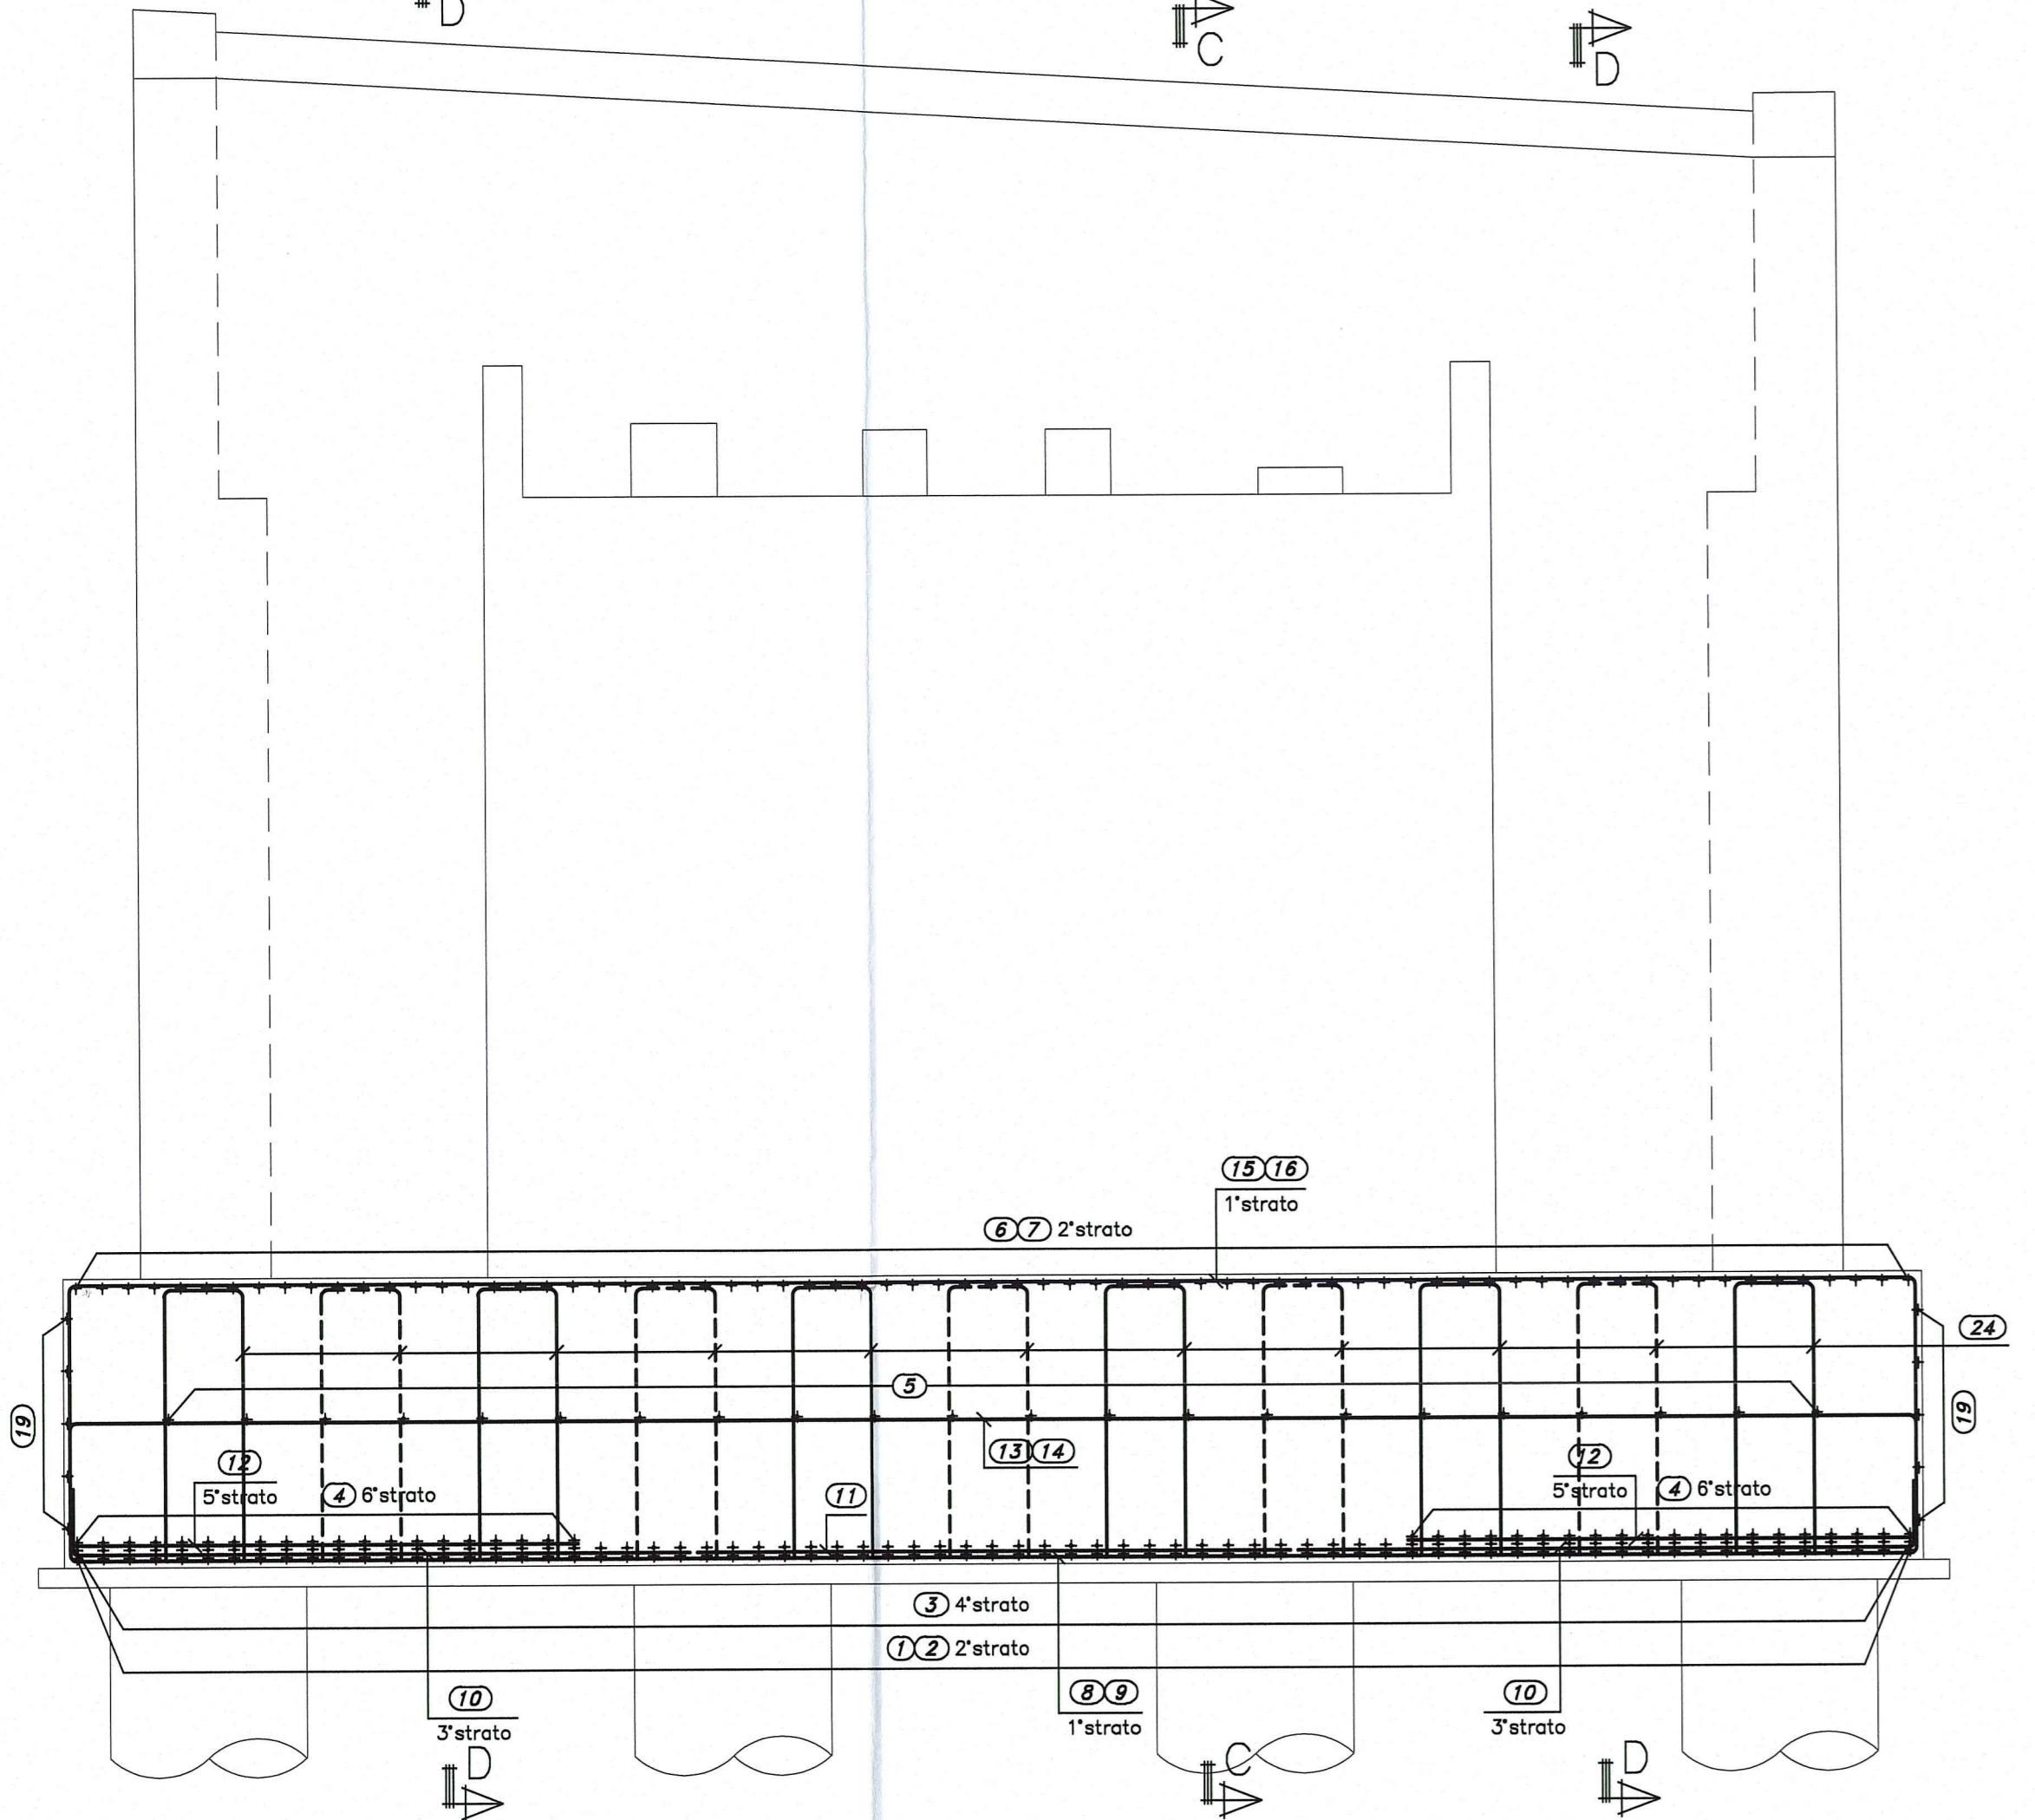 D
C
D
15 16
1°strato
6 7 2°strato
24
5
19
19
13 14
12
5°strato
4 6°strato
11
12
5°strato
4 6°strato
3 4°strato
1 2 2°strato
10
3°strato
8 9
1°strato
10
3°strato
D
C
D